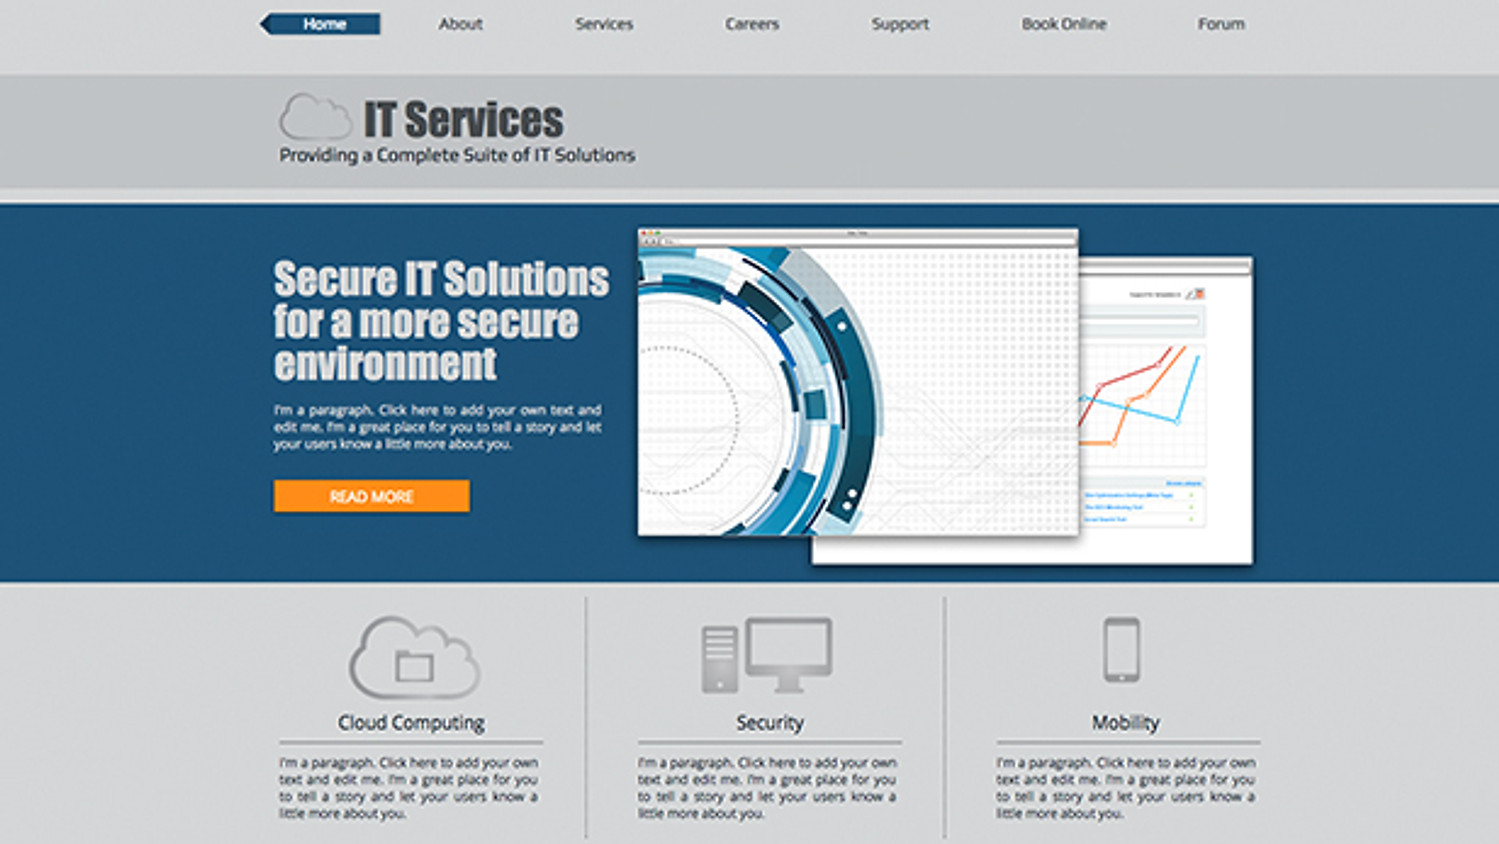 Home About Services Careers Support Book Online Forum
IT Services
Providing a Complete Suite of IT Solutions
Secure IT Solutions
for a more secure
environment
I'm a paragraph. Click here to add your own text and
edit me. I'm a great place for you to tell a story and let
your users know a little more about you.
READ MORE
Cloud Computing
I'm a paragraph. Click here to add your own
text and edit me. I'm a great place for you
to tell a story and let your users know a
little more about you.
Security
I'm a paragraph. Click here to add your own
text and edit me. I'm a great place for you
to tell a story and let your users know a
little more about you.
Mobility
I'm a paragraph. Click here to add your own
text and edit me. I'm a great place for you
to tell a story and let your users know a
little more about you.